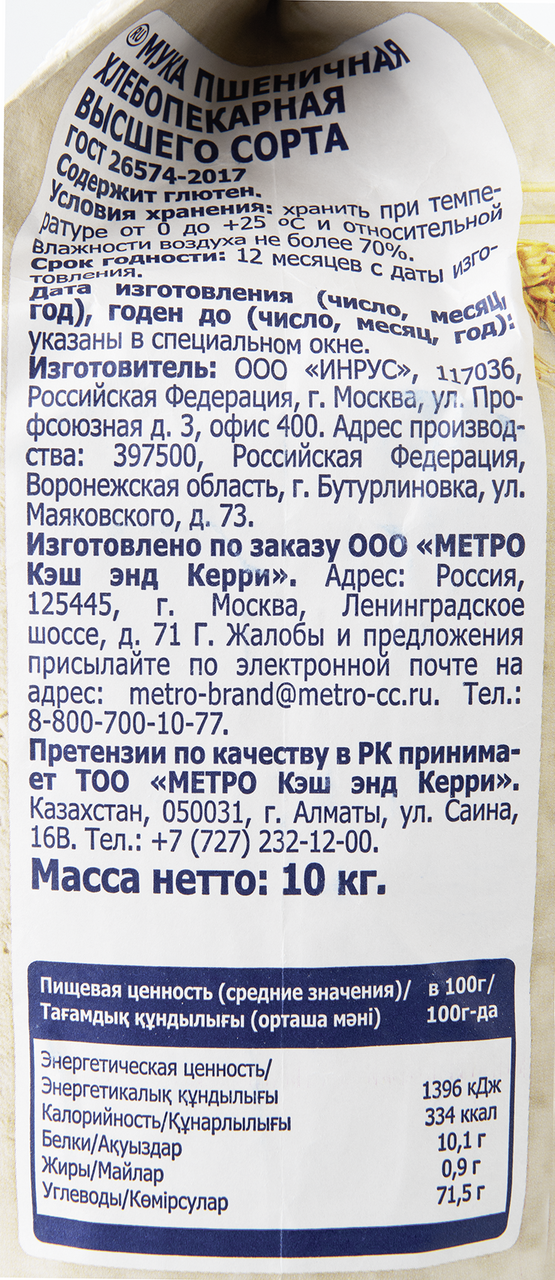 RU МУКА ПШЕНИЧНАЯ
ХЛЕБОПЕКАРНАЯ
ВЫСШЕГО СОРТА
ГОСТ 26574-2017
Содержит глютен.
Условия хранения: хранить при темпе-
ратуре от 0 до +25 °С и относительной
влажности воздуха не более 70%.
Срок годности: 12 месяцев с даты изго-
товления.
Дата изготовления (число, месяц,
год), годен до (число, месяц, год):
указаны в специальном окне.
Изготовитель: ООО «ИНРУС», 117036,
Российская Федерация, г. Москва, ул. Про-
фсоюзная д. 3, офис 400. Адрес производ-
ства: 397500, Российская Федерация,
Воронежская область, г. Бутурлиновка, ул.
Маяковского, д. 73.
Изготовлено по заказу ООО «МЕТРО
Кэш энд Керри». Адрес: Россия,
125445, г. Москва, Ленинградское
шоссе, д. 71 Г. Жалобы и предложения
присылайте по электронной почте на
адрес: metro-brand@metro-cc.ru. Тел.:
8-800-700-10-77.
Претензии по качеству в РК принима-
ет ТОО «МЕТРО Кэш энд Керри».
Казахстан, 050031, г. Алматы, ул. Саина,
16В. Тел.: +7 (727) 232-12-00.
Масса нетто: 10 кг.
Пищевая ценность (средние значения)/ в 100г/
Тағамдық құндылығы (орташа мәні) 100г-да
Энергетическая ценность/
Энергетикалық құндылығы 1396 кДж
Калорийность/Құнарлылығы 334 ккал
Белки/Ақуыздар 10,1 г
Жиры/Майлар 0,9 г
Углеводы/Көмірсулар 71,5 г